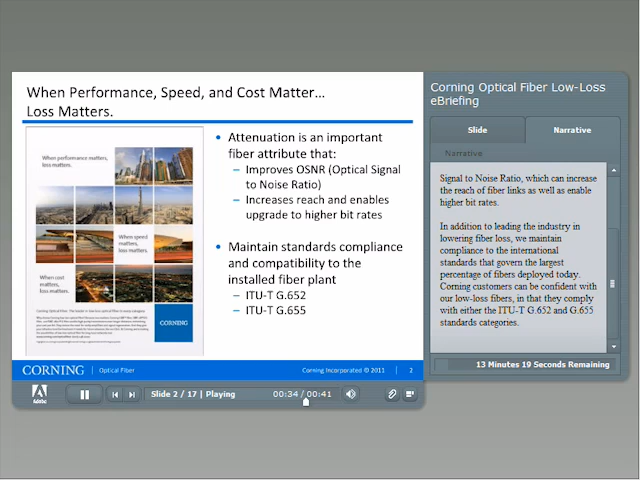 When Performance, Speed, and Cost Matter…
Loss Matters.
When performance matters,
loss matters.
When speed
matters,
loss matters.
When cost
matters,
loss matters.
CORNING
• Attenuation is an important
fiber attribute that:
– Improves OSNR (Optical Signal
to Noise Ratio)
– Increases reach and enables
upgrade to higher bit rates
• Maintain standards compliance
and compatibility to the
installed fiber plant
– ITU-T G.652
– ITU-T G.655
CORNING | Optical Fiber
Corning Incorporated © 2011 | 2
Adobe
Slide 2 / 17 | Playing
00:34 / 00:41
Corning Optical Fiber Low-Loss
eBriefing
Slide
Narrative
Narrative
Signal to Noise Ratio, which can increase
the reach of fiber links as well as enable
higher bit rates.
In addition to leading the industry in
lowering fiber loss, we maintain
compliance to the international
standards that govern the largest
percentage of fibers deployed today.
Corning customers can be confident with
our low-loss fibers, in that they comply
with either the ITU-T G.652 and G.655
standards categories.
13 Minutes 19 Seconds Remaining